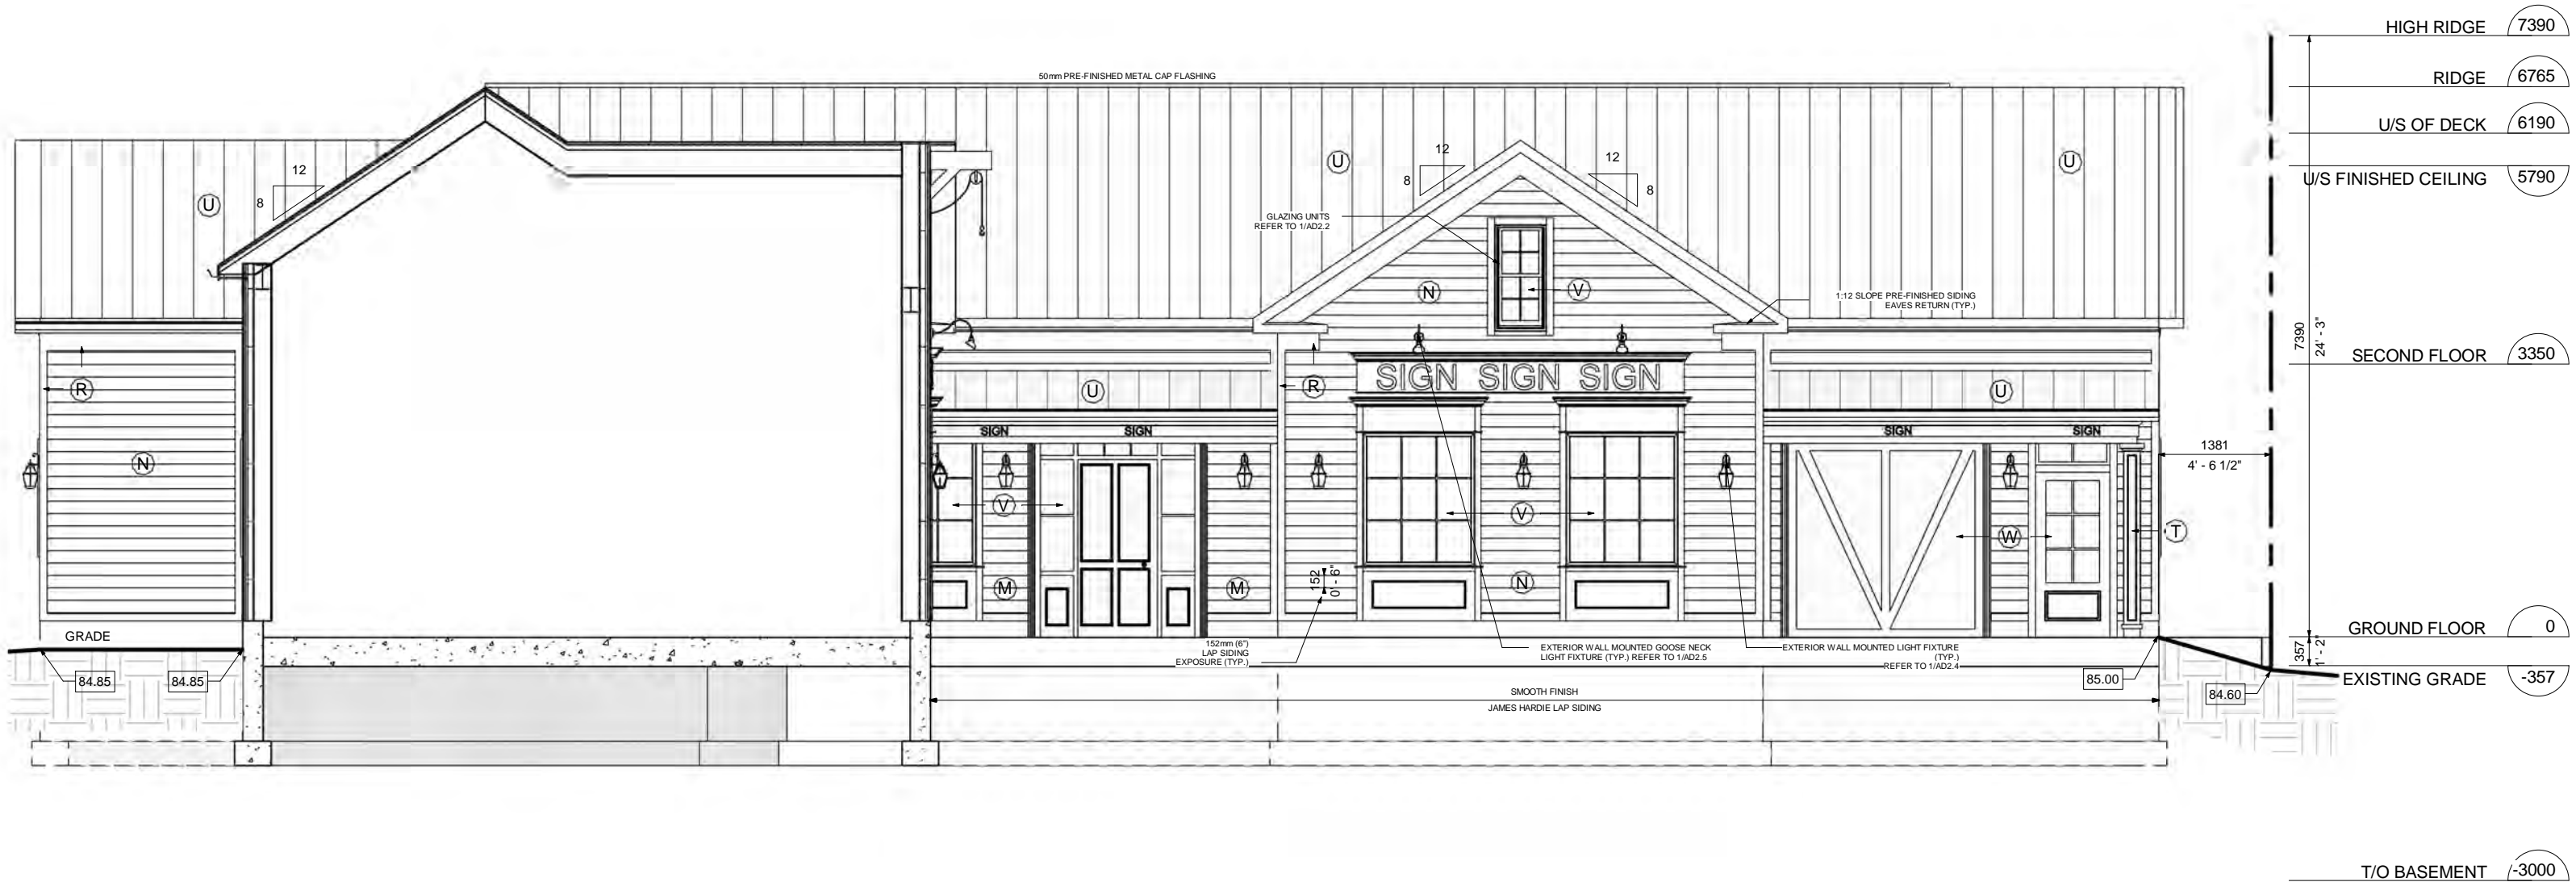 HIGH RIDGE 7390
RIDGE 6765
50mm PRE-FINISHED METAL CAP FLASHING
U/S OF DECK 6190
U/S FINISHED CEILING 5790
12
8
U
U
12
8
12
8
U
GLAZING UNITS
REFER TO 1/AD2.2
N
V
1:12 SLOPE PRE-FINISHED SIDING
EAVES RETURN (TYP.)
7390
24' - 3"
SECOND FLOOR 3350
R
U
R
SIGN SIGN SIGN
U
SIGN
SIGN
SIGN
SIGN
N
1381
4' - 6 1/2"
V
V
W
T
M
M
152
0' - 6"
N
GRADE
GROUND FLOOR 0
152mm (6")
LAP SIDING
EXPOSURE (TYP.)
EXTERIOR WALL MOUNTED GOOSE NECK
LIGHT FIXTURE (TYP.) REFER TO 1/AD2.5
EXTERIOR WALL MOUNTED LIGHT FIXTURE
(TYP.)
REFER TO 1/AD2.4
357
1' - 2"
84.85
84.85
85.00
84.60
EXISTING GRADE -357
SMOOTH FINISH
JAMES HARDIE LAP SIDING
T/O BASEMENT -3000